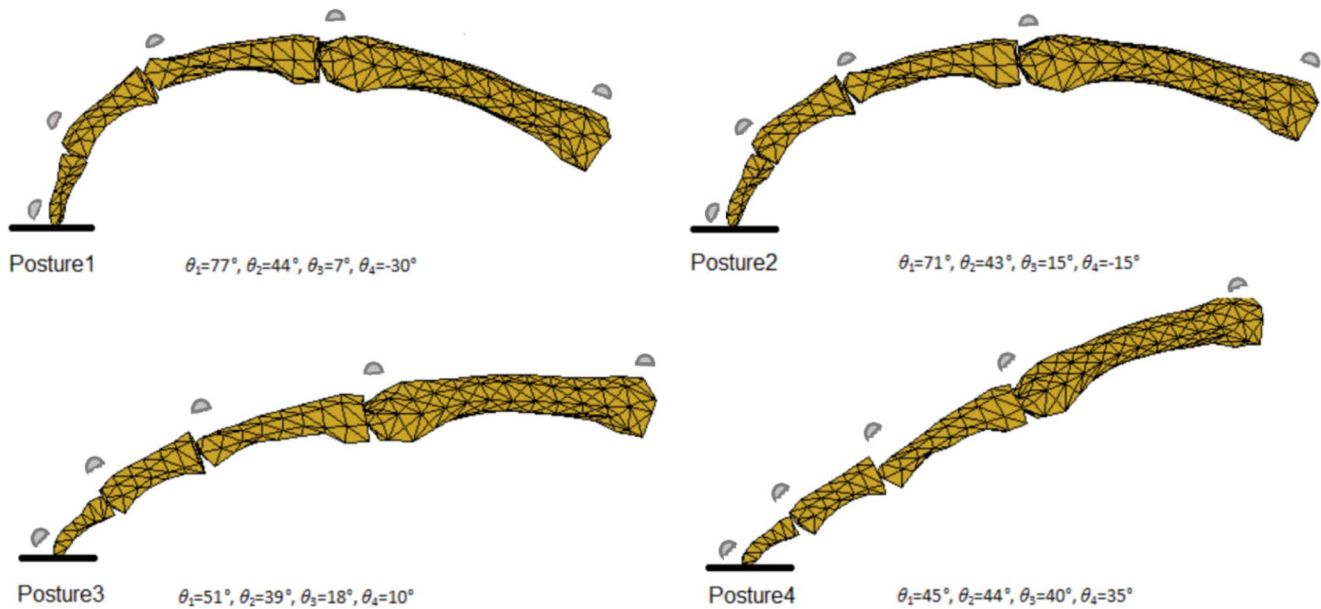 Posture1 θ₁=77°, θ₂=44°, θ₃=7°, θ₄=-30°
Posture2 θ₁=71°, θ₂=43°, θ₃=15°, θ₄=-15°
Posture3 θ₁=51°, θ₂=39°, θ₃=18°, θ₄=10°
Posture4 θ₁=45°, θ₂=44°, θ₃=40°, θ₄=35°